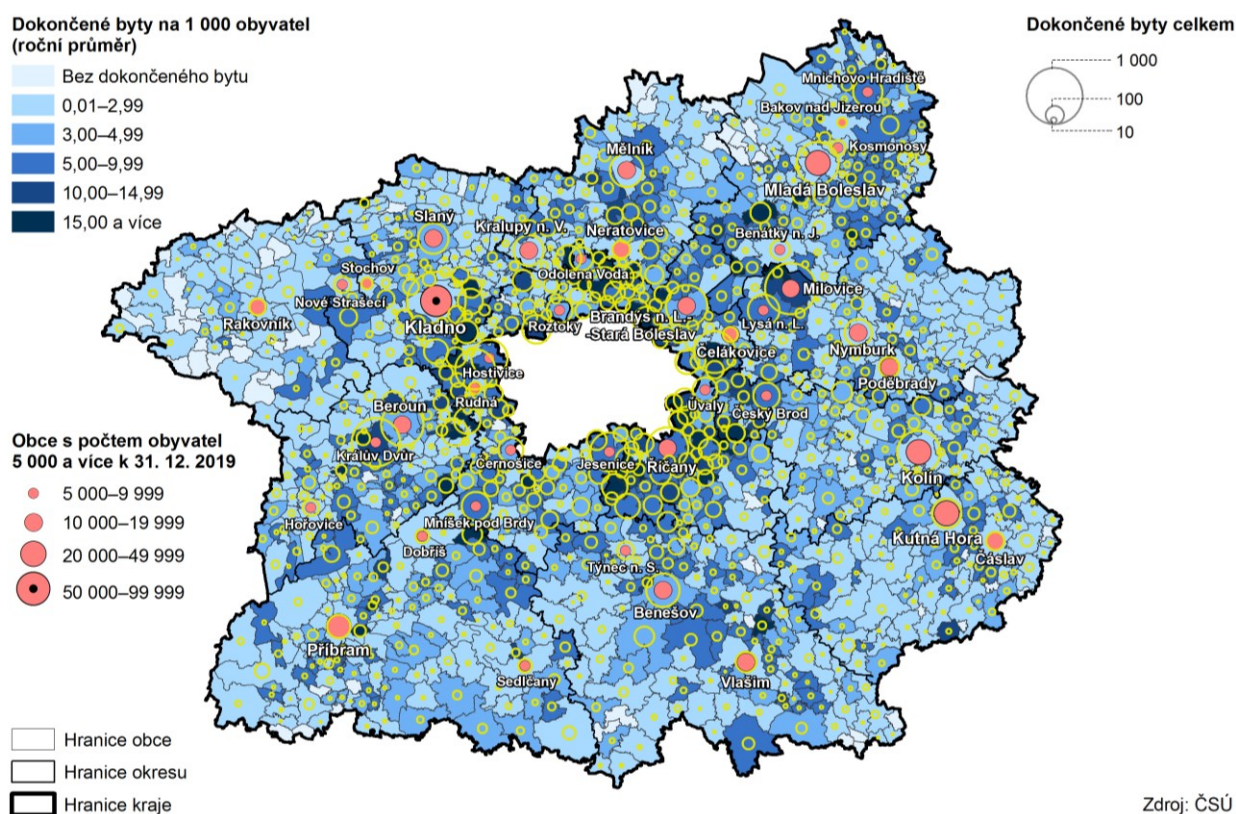 Dokončené byty na 1 000 obyvatel
(roční průměr)
Bez dokončeného bytu
0,01–2,99
3,00–4,99
5,00–9,99
10,00–14,99
15,00 a více
Dokončené byty celkem
1 000
100
10
Mnichovo Hradiště
Bakov nad Jizerou
Kosmonosy
Mladá Boleslav
Mělník
Slaný
Kralupy n. V.
Neratovice
Benátky n. J.
Stochov
Odolena Voda
Milovice
Nové Strašecí
Rakovník
Kladno
Roztoky
Brandýs n. L.-
-Stará Boleslav
Lysá n. L.
Čelákovice
Nymburk
Hostivice
Poděbrady
Rudná
Úvaly
Český Brod
Beroun
Králův Dvůr
Černošice
Jesenice
Říčany
Kolín
Hořovice
Mníšek pod Brdy
Kutná Hora
Čáslav
Dobříš
Týnec n. S.
Benešov
Příbram
Sedlčany
Vlašim
Obce s počtem obyvatel
5 000 a více k 31. 12. 2019
5 000–9 999
10 000–19 999
20 000–49 999
50 000–99 999
Hranice obce
Hranice okresu
Hranice kraje
Zdroj: ČSÚ